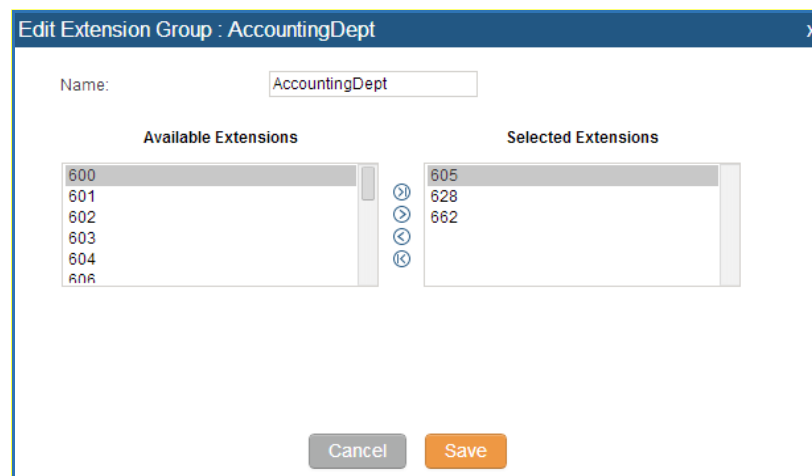 Edit Extension Group : AccountingDept x
Name: AccountingDept
Available Extensions Selected Extensions
600 605
601 628
602 662
603
604
606
Cancel Save